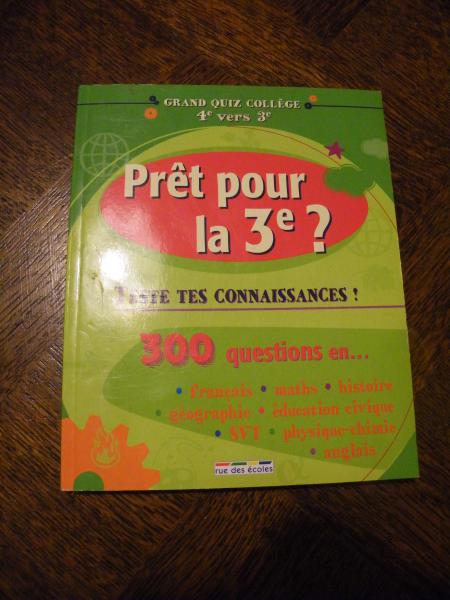 GRAND QUIZ COLLÈGE
4e vers 3e
Prêt pour
la 3e ?
TESTE TES CONNAISSANCES !
300 questions en...
• français • maths • histoire
• géographie • éducation civique
• SVT • physique-chimie
• anglais
rue des écoles